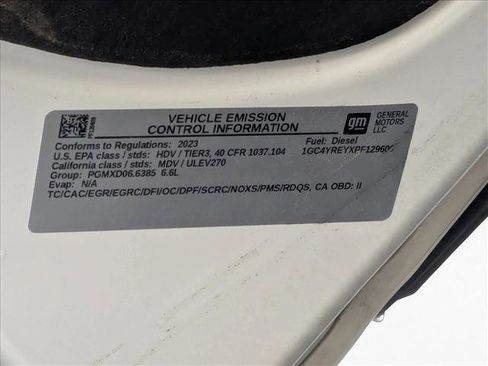 VEHICLE EMISSION
CONTROL INFORMATION
gm
GENERAL
MOTORS
LLC
Conforms to Regulations: 2023
Fuel: Diesel
U.S. EPA class / stds: HDV / TIER3, 40 CFR 1037.104
California class / stds: MDV / ULEV270
Group: PGMXD06.6385 6.6L
Evap: N/A
TC/CAC/EGR/EGRC/DFI/OC/DPF/SCRC/NOXS/PMS/RDQS, CA OBD: II